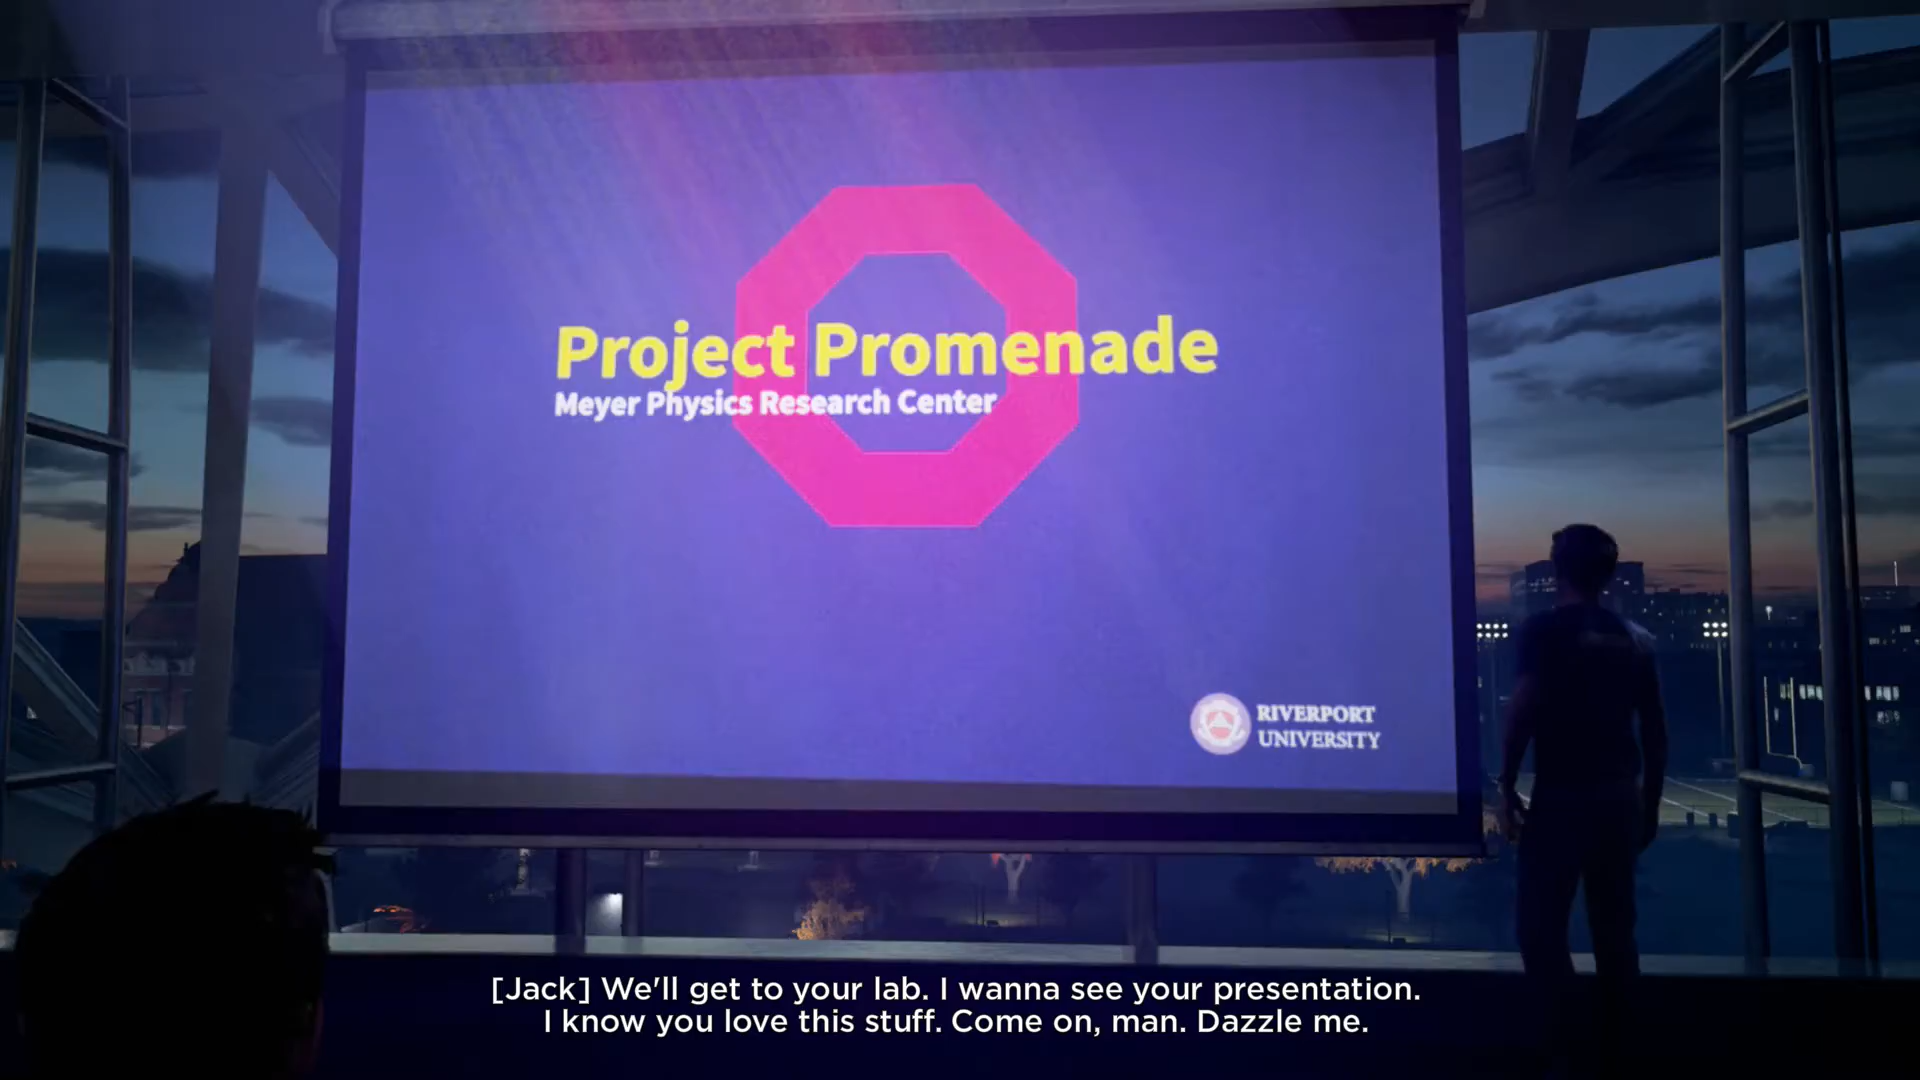 Project Promenade
Meyer Physics Research Center
RIVERPORT
UNIVERSITY
[Jack] We'll get to your lab. I wanna see your presentation.
I know you love this stuff. Come on, man. Dazzle me.